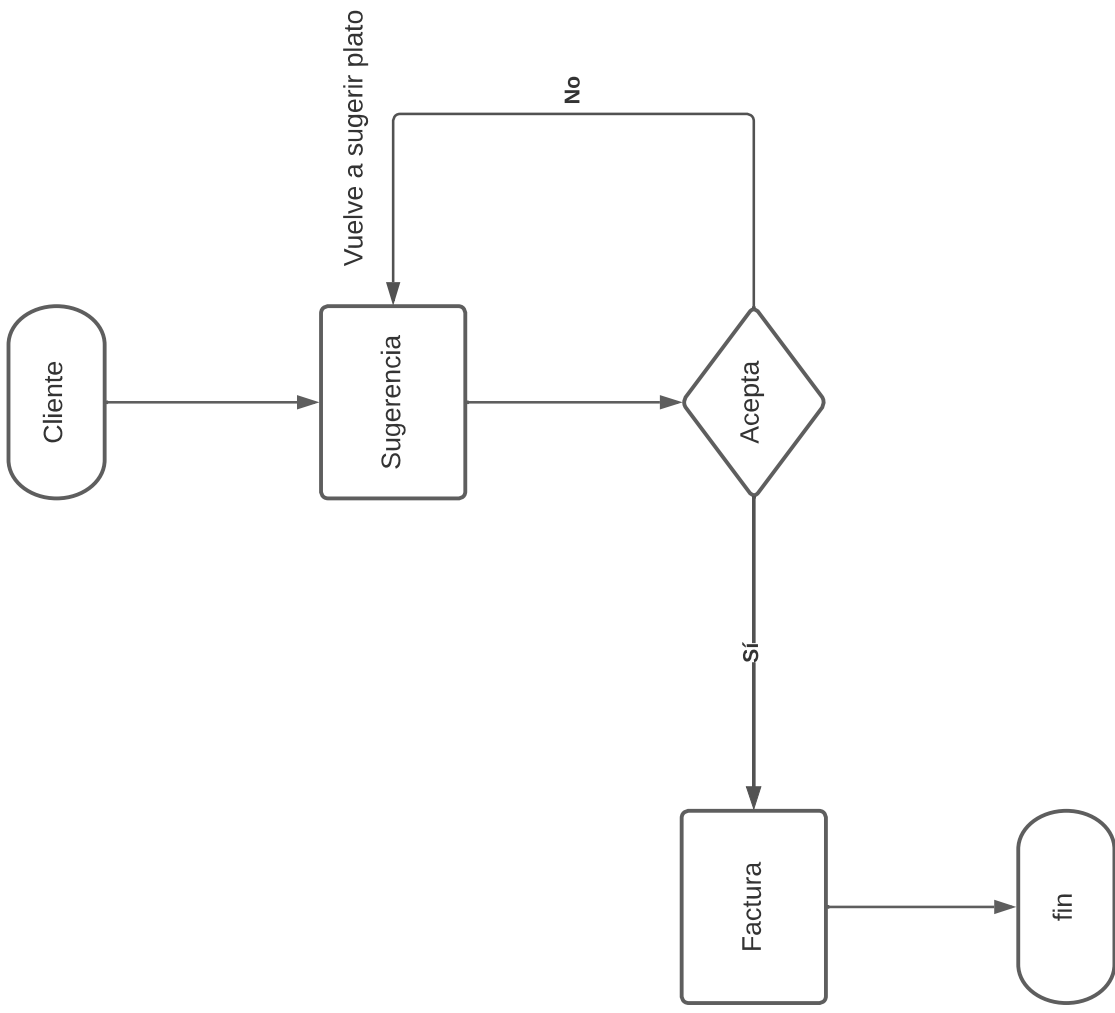 Cliente
Sugerencia
Vuelve a sugerir plato
Acepta
No
Sí
Factura
fin